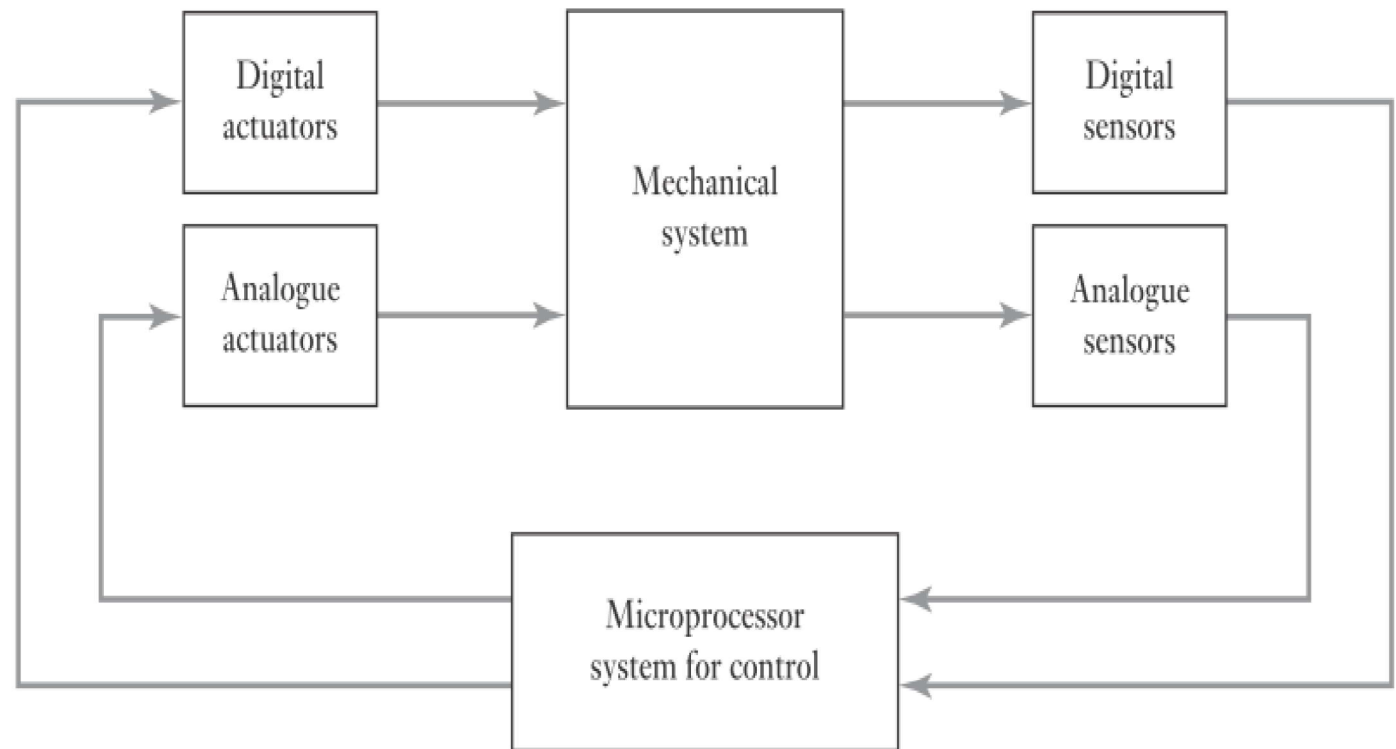 Digital
actuators
Mechanical
system
Digital
sensors
Analogue
actuators
Analogue
sensors
Microprocessor
system for control